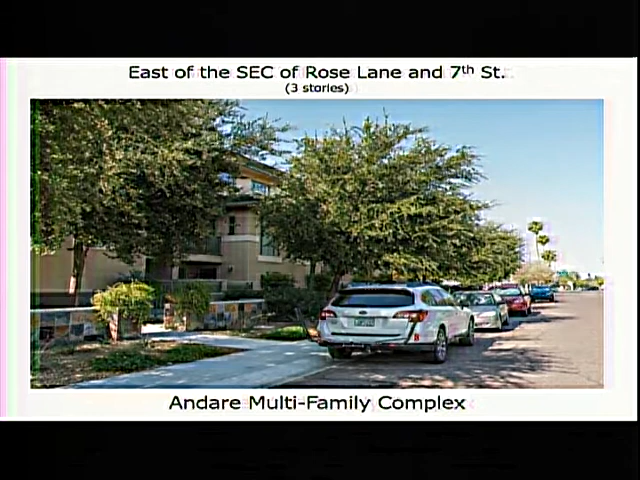 East of the SEC of Rose Lane and 7th St.
(3 stories)
Andare Multi-Family Complex